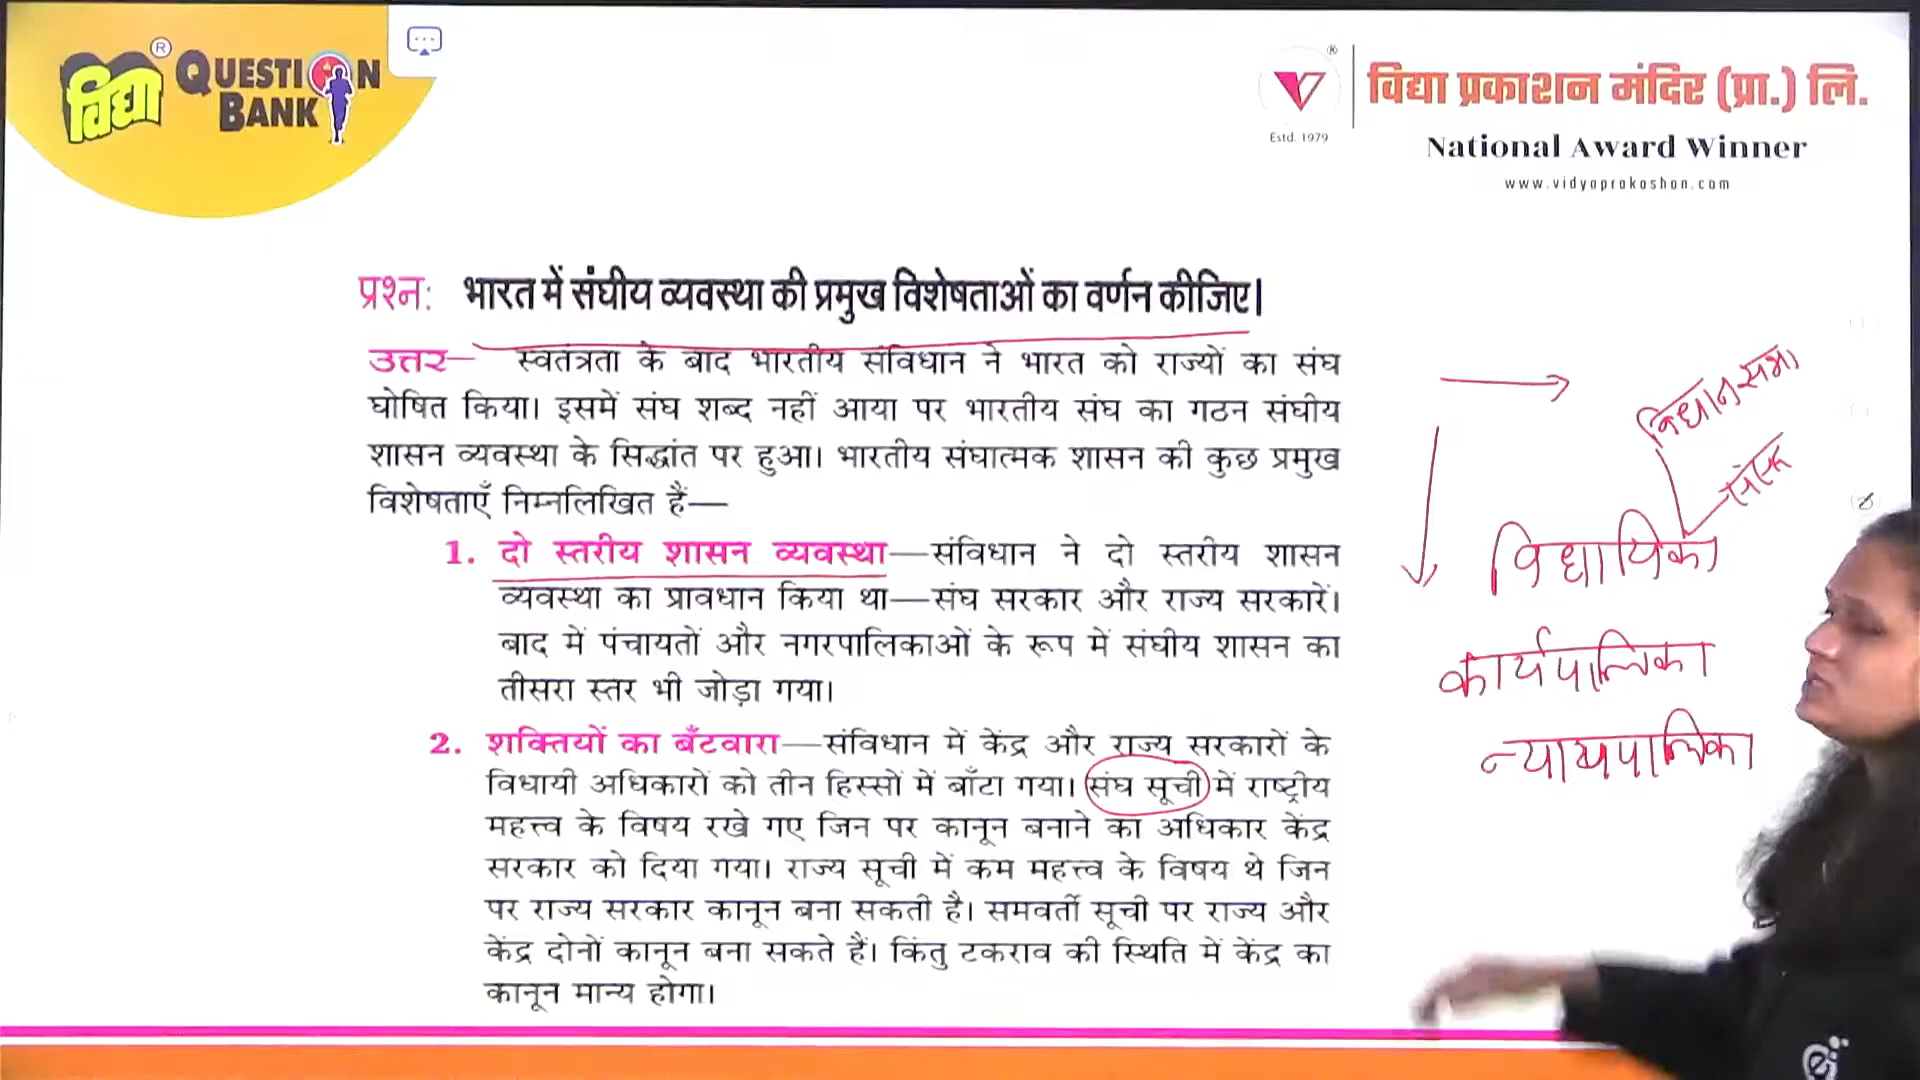 विद्या
®
QUESTION
BANK
®
Estd. 1979
विद्या प्रकाशन मंदिर (प्रा.) लि.
National Award Winner
www.vidyaprakashan.com
प्रश्न: भारत में संघीय व्यवस्था की प्रमुख विशेषताओं का वर्णन कीजिए।
उत्तर— स्वतंत्रता के बाद भारतीय संविधान ने भारत को राज्यों का संघ
घोषित किया। इसमें संघ शब्द नहीं आया पर भारतीय संघ का गठन संघीय
शासन व्यवस्था के सिद्धांत पर हुआ। भारतीय संघात्मक शासन की कुछ प्रमुख
विशेषताएँ निम्नलिखित हैं—
1. दो स्तरीय शासन व्यवस्था—संविधान ने दो स्तरीय शासन
व्यवस्था का प्रावधान किया था—संघ सरकार और राज्य सरकारें।
बाद में पंचायतों और नगरपालिकाओं के रूप में संघीय शासन का
तीसरा स्तर भी जोड़ा गया।
2. शक्तियों का बँटवारा—संविधान में केंद्र और राज्य सरकारों के
विधायी अधिकारों को तीन हिस्सों में बाँटा गया। संघ सूची में राष्ट्रीय
महत्त्व के विषय रखे गए जिन पर कानून बनाने का अधिकार केंद्र
सरकार को दिया गया। राज्य सूची में कम महत्त्व के विषय थे जिन
पर राज्य सरकार कानून बना सकती है। समवर्ती सूची पर राज्य और
केंद्र दोनों कानून बना सकते हैं। किंतु टकराव की स्थिति में केंद्र का
कानून मान्य होगा।
विधानसभा
विधायिका
कार्यपालिका
न्यायपालिका